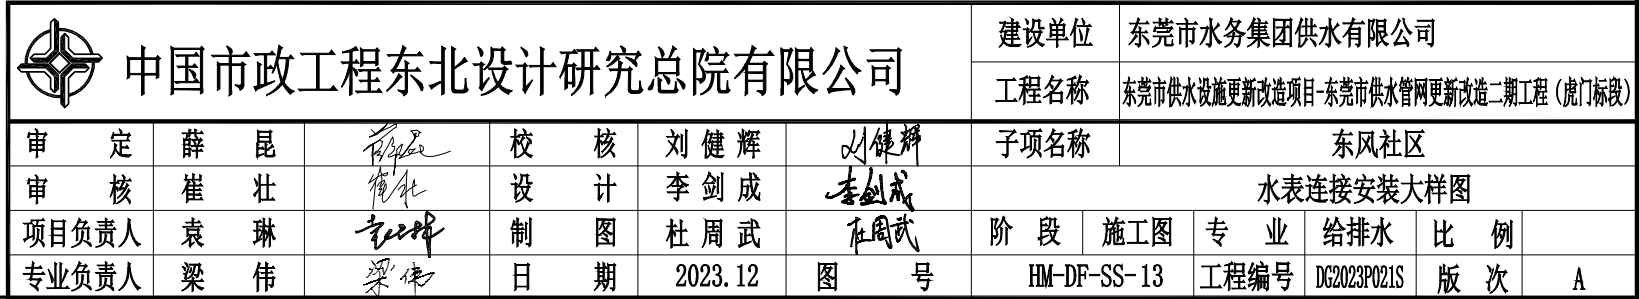 中国市政工程东北设计研究总院有限公司
建设单位 东莞市水务集团供水有限公司
工程名称 东莞市供水设施更新改造项目-东莞市供水管网更新改造二期工程（虎门标段）
审 定 薛 昆 薛昆 校 核 刘健辉 刘健辉 子项名称 东风社区
审 核 崔 壮 崔壮 设 计 李剑成 李剑成 水表连接安装大样图
项目负责人 袁 琳 袁琳 制 图 杜周武 杜周武 阶 段 施工图 专 业 给排水 比 例
专业负责人 梁 伟 梁伟 日 期 2023.12 图 号 HM-DF-SS-13 工程编号 DG2023P021S 版 次 A